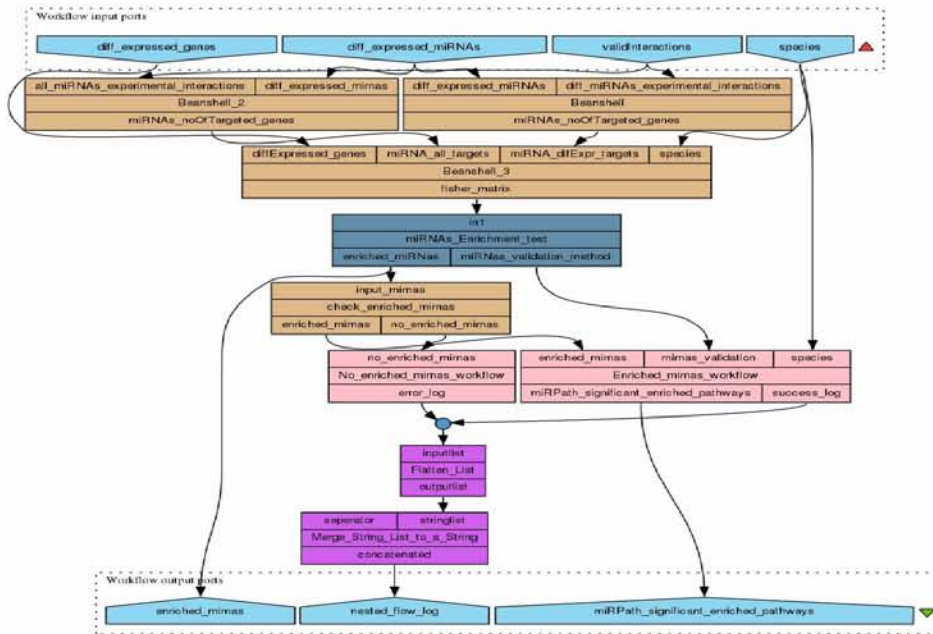 Workflow input ports
diff_expressed_genes diff_expressed_miRNAs validInteractions species
all_miRNAs_experimental_interactions diff_expressed_mirnas diff_expressed_miRNAs diff_miRNAs_experimental_interactions
Beanshell_2 Beanshell
miRNAs_noOfTargeted_genes miRNAs_noOfTargeted_genes
diffExpressed_genes miRNA_all_targets miRNA_difExpr_targets species
Beanshell_3
fisher_matrix
in1
miRNAs_Enrichment_test
enriched_miRNas miRNas_validation_method
input_mirnas
check_enriched_mirnas
enriched_mirnas no_enriched_mirnas
no_enriched_mirnas enriched_mirnas mirnas_validation species
No_enriched_mirnas_workflow Enriched_mirnas_workflow
error_log miRPath_significant_enriched_pathways success_log
inputlist
Flatten_List
outputlist
seperator stringlist
Merge_String_List_to_a_String
concatenated
Workflow output ports
enriched_mirnas nested_flow_log miRPath_significant_enriched_pathways